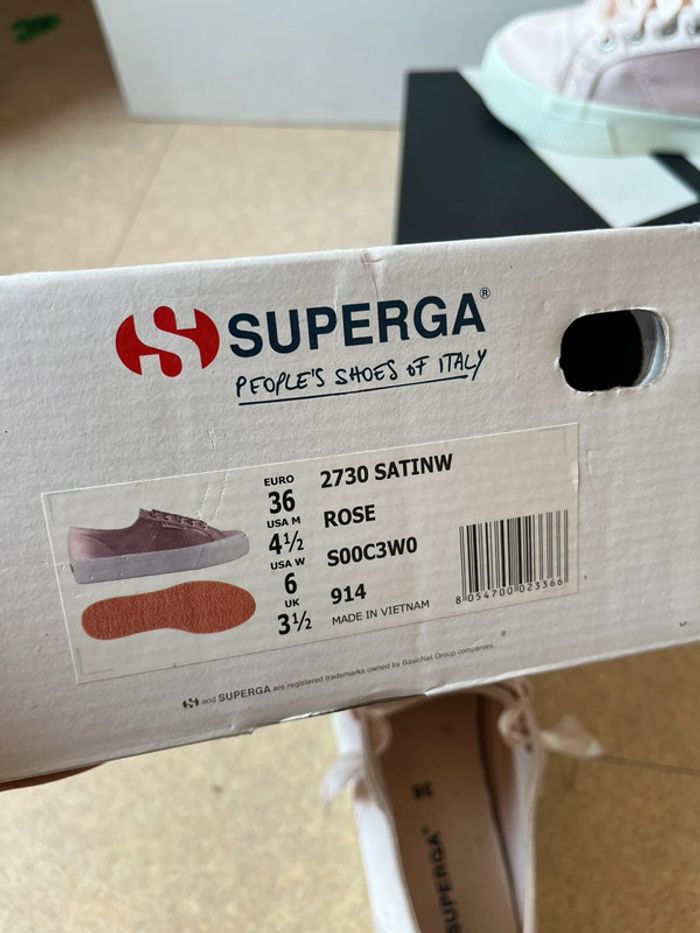 SUPERGA®
PEOPLE'S SHOES OF ITALY
EURO
36
USA M
4½
USA W
6
UK
3½
2730 SATINW
ROSE
S00C3W0
914
MADE IN VIETNAM
8 054700 023366
and SUPERGA are registered trademarks owned by BasicNet Group companies.
36
SUPERGA®